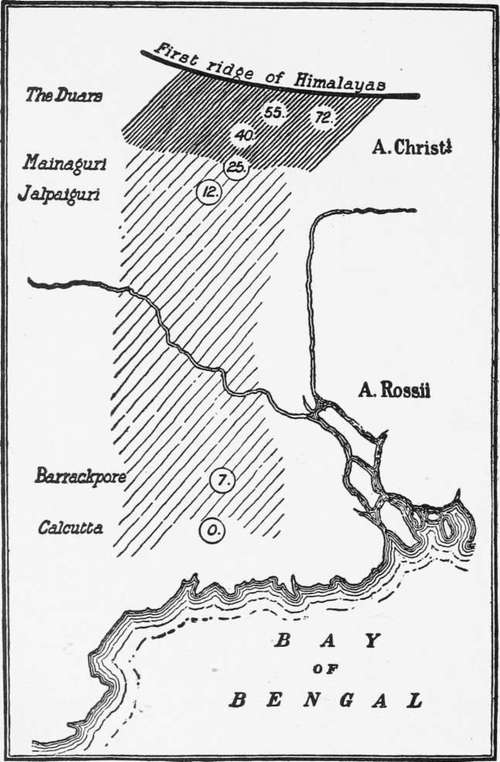 First ridge of Himalayas
The Duars
55.
72.
40.
A. Christi
Mainaguri
25.
Jalpaiguri
12.
A. Rossii
Barrackpore
7.
Calcutta
0.
BAY
OF
BENGAL